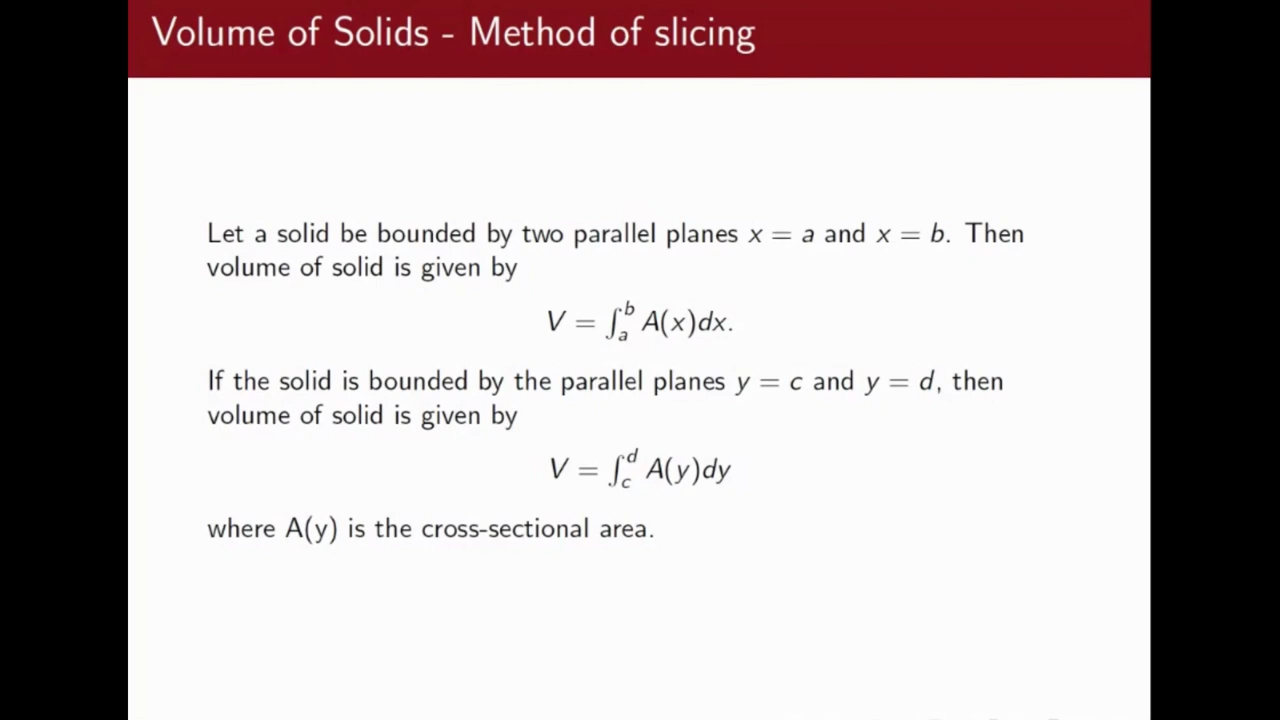 Volume of Solids - Method of slicing
Let a solid be bounded by two parallel planes x = a and x = b. Then
volume of solid is given by
V = ∫_a^b A(x)dx.
If the solid is bounded by the parallel planes y = c and y = d, then
volume of solid is given by
V = ∫_c^d A(y)dy
where A(y) is the cross-sectional area.